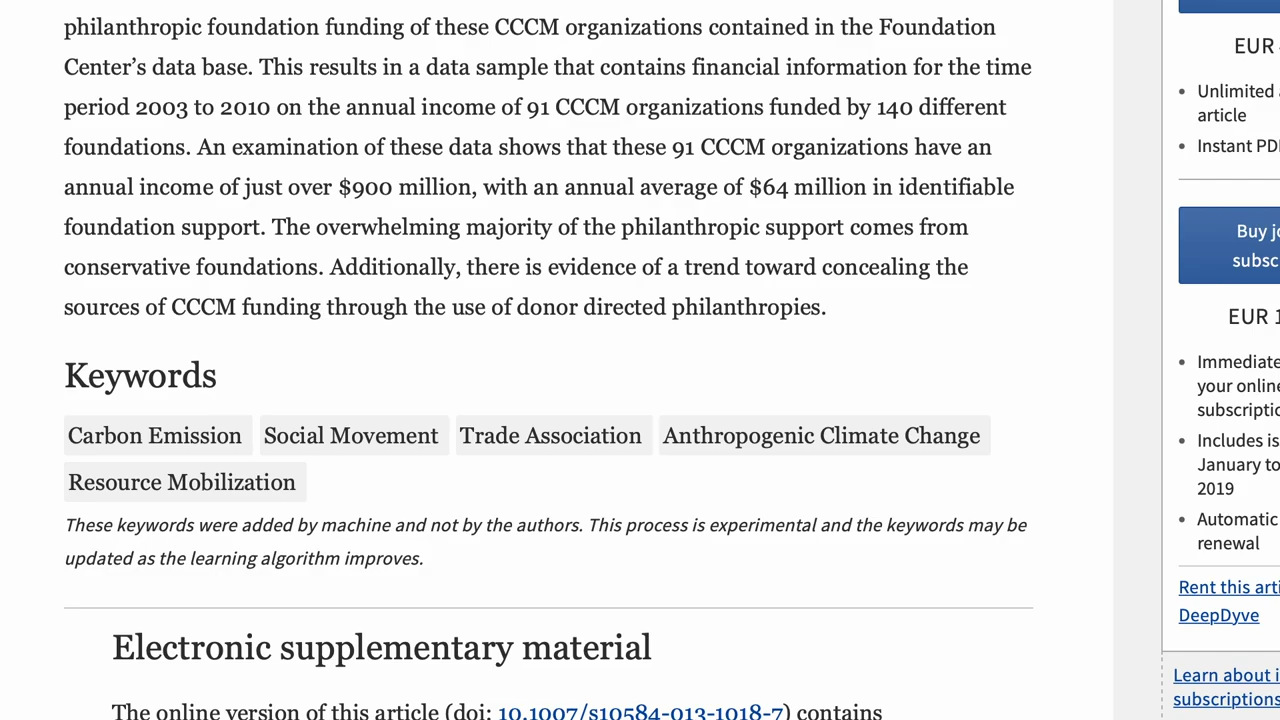 philanthropic foundation funding of these CCCM organizations contained in the Foundation
Center’s data base. This results in a data sample that contains financial information for the time
period 2003 to 2010 on the annual income of 91 CCCM organizations funded by 140 different
foundations. An examination of these data shows that these 91 CCCM organizations have an
annual income of just over $900 million, with an annual average of $64 million in identifiable
foundation support. The overwhelming majority of the philanthropic support comes from
conservative foundations. Additionally, there is evidence of a trend toward concealing the
sources of CCCM funding through the use of donor directed philanthropies.
Keywords
Carbon Emission Social Movement Trade Association Anthropogenic Climate Change
Resource Mobilization
These keywords were added by machine and not by the authors. This process is experimental and the keywords may be
updated as the learning algorithm improves.
Electronic supplementary material
The online version of this article (doi: 10.1007/s10584-013-1018-7) contains
EUR
Unlimited
article
Instant
Buy
EUR
Immediate
your online
Includes
January to
2019
Automatic
renewal
Rent this
DeepDyve
Learn about
subscriptions